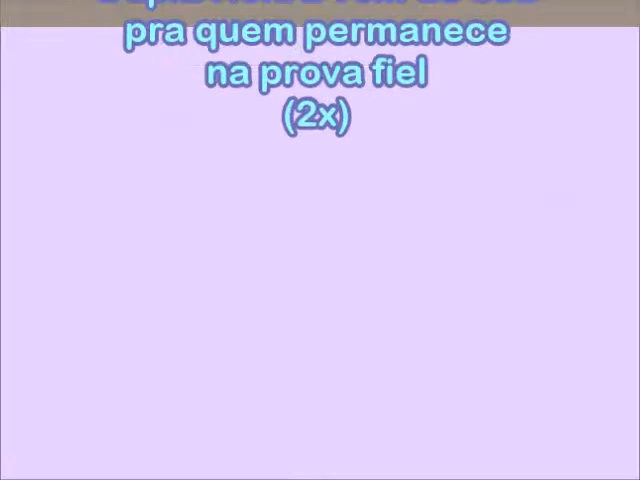 pra quem permanece
na prova fiel
(2x)